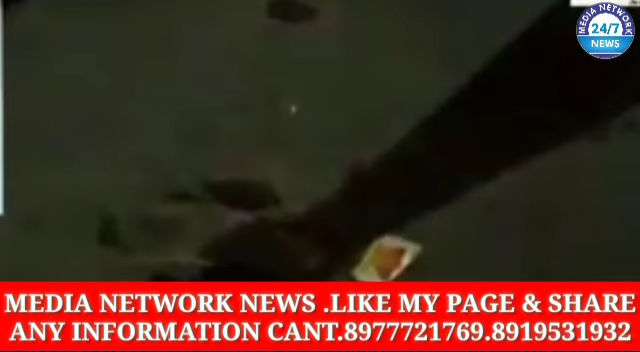 MEDIA NETWORK
24/7
NEWS
MEDIA NETWORK NEWS .LIKE MY PAGE & SHARE
ANY INFORMATION CANT.8977721769.8919531932